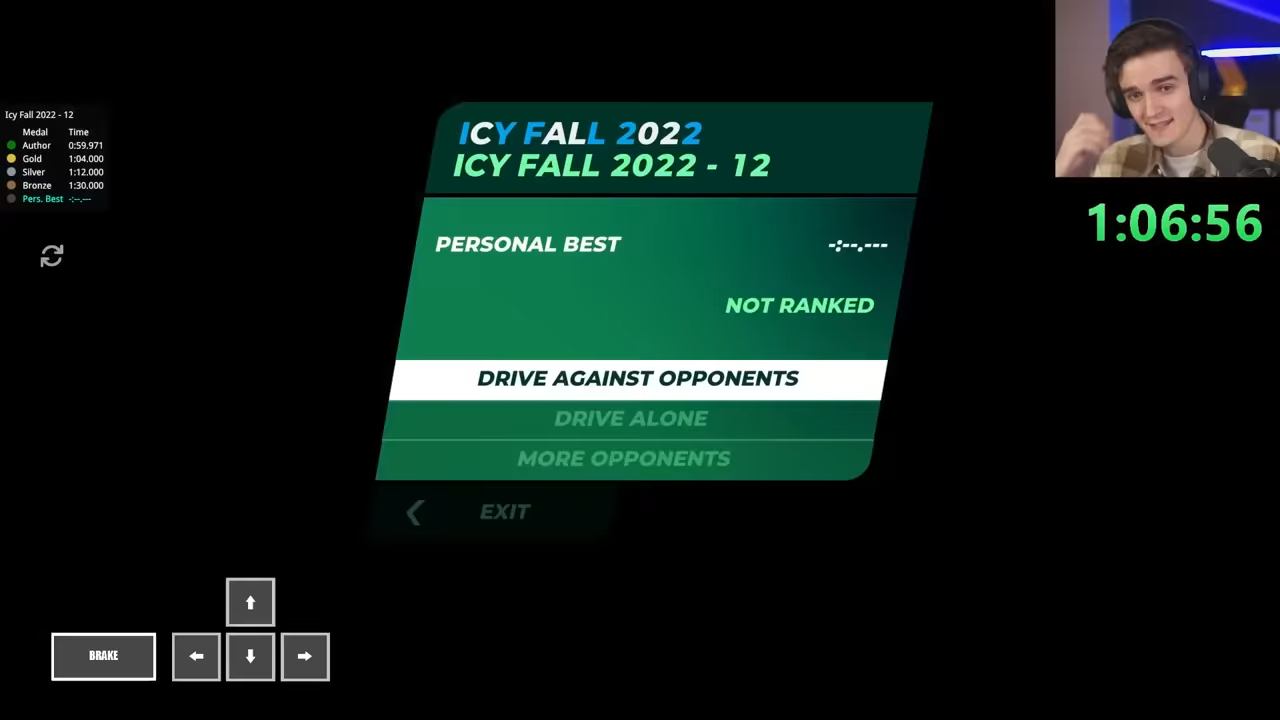 Icy Fall 2022 - 12
Medal Time
Author 0:59.971
Gold 1:04.000
Silver 1:12.000
Bronze 1:30.000
Pers. Best -:--.---
ICY FALL 2022
ICY FALL 2022 - 12
PERSONAL BEST -:--.---
NOT RANKED
DRIVE AGAINST OPPONENTS
DRIVE ALONE
MORE OPPONENTS
EXIT
1:06:56
BRAKE